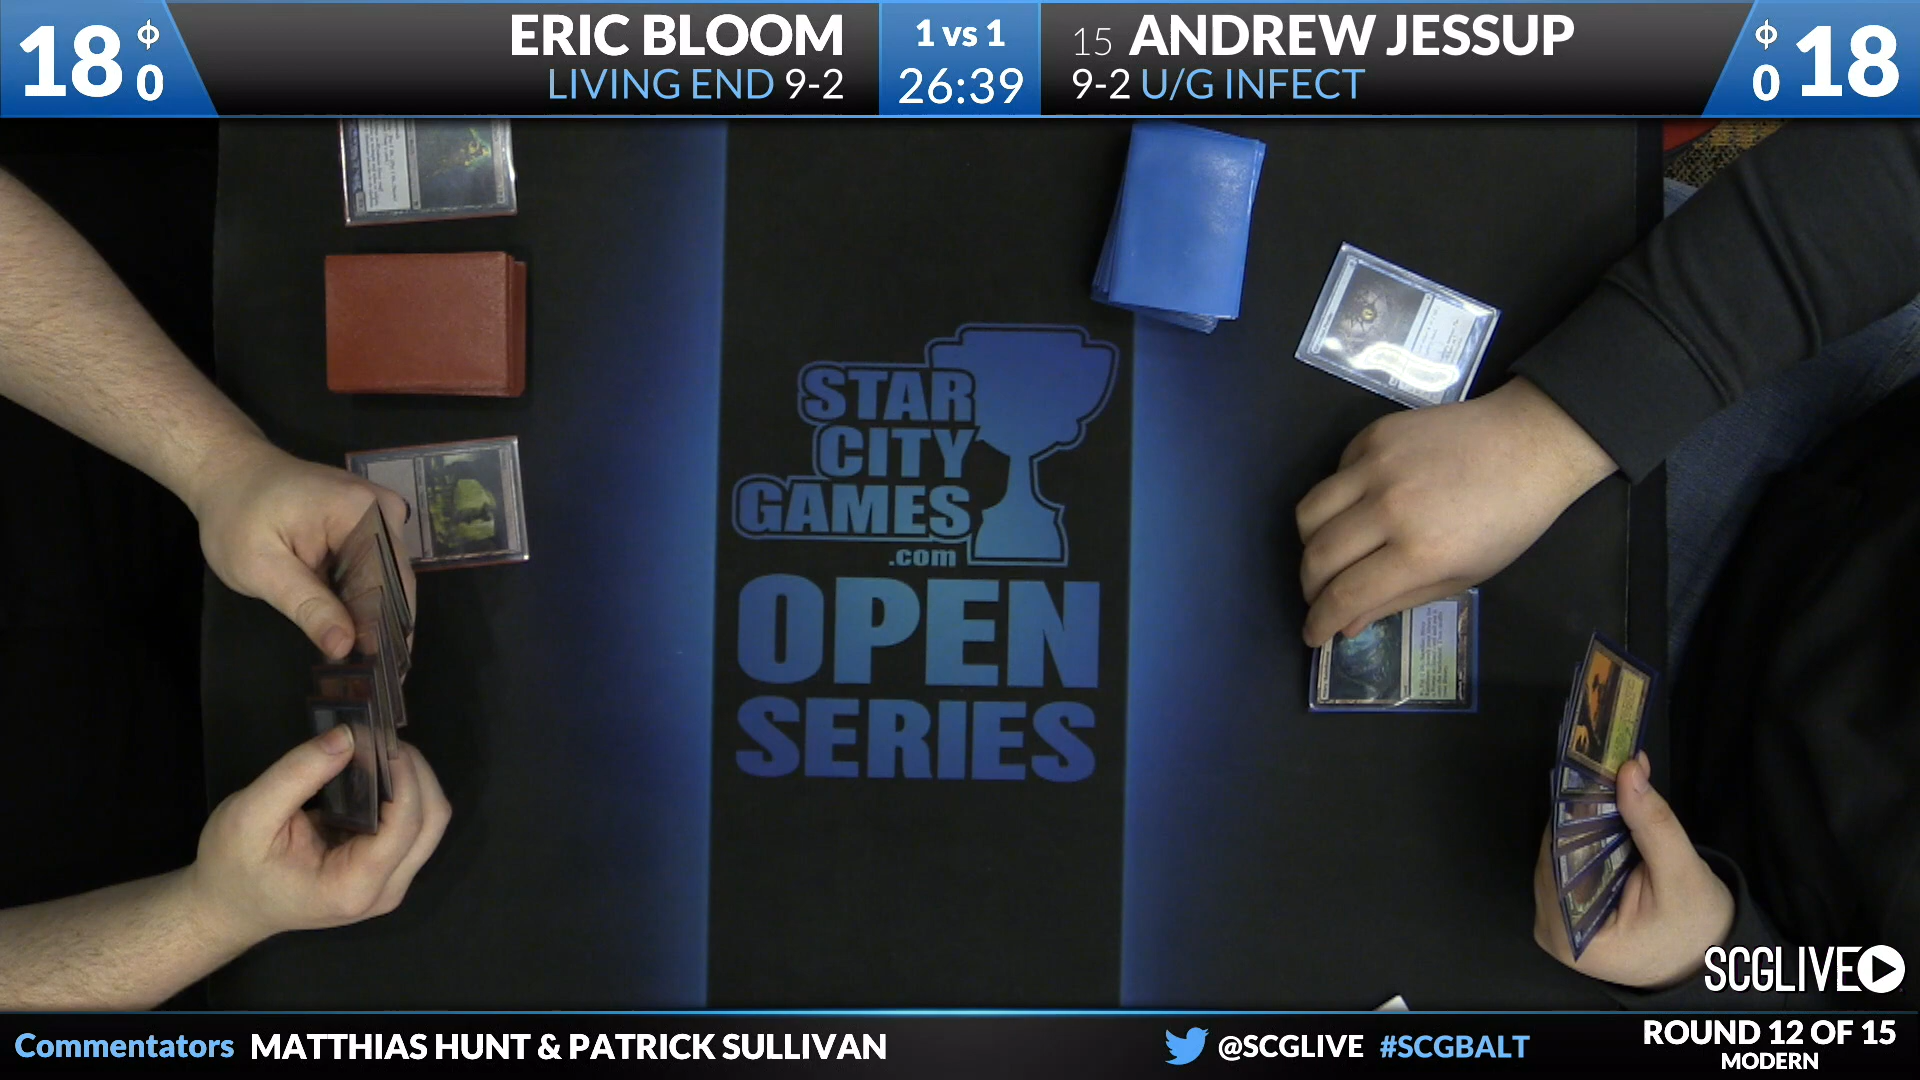 18 0
ERIC BLOOM
LIVING END 9-2
1 vs 1
26:39
15 ANDREW JESSUP
9-2 U/G INFECT
0 18
STAR
CITY
GAMES
.com
OPEN
SERIES
SCGLIVE
Commentators MATTHIAS HUNT & PATRICK SULLIVAN
@SCGLIVE #SCGBALT
ROUND 12 OF 15
MODERN